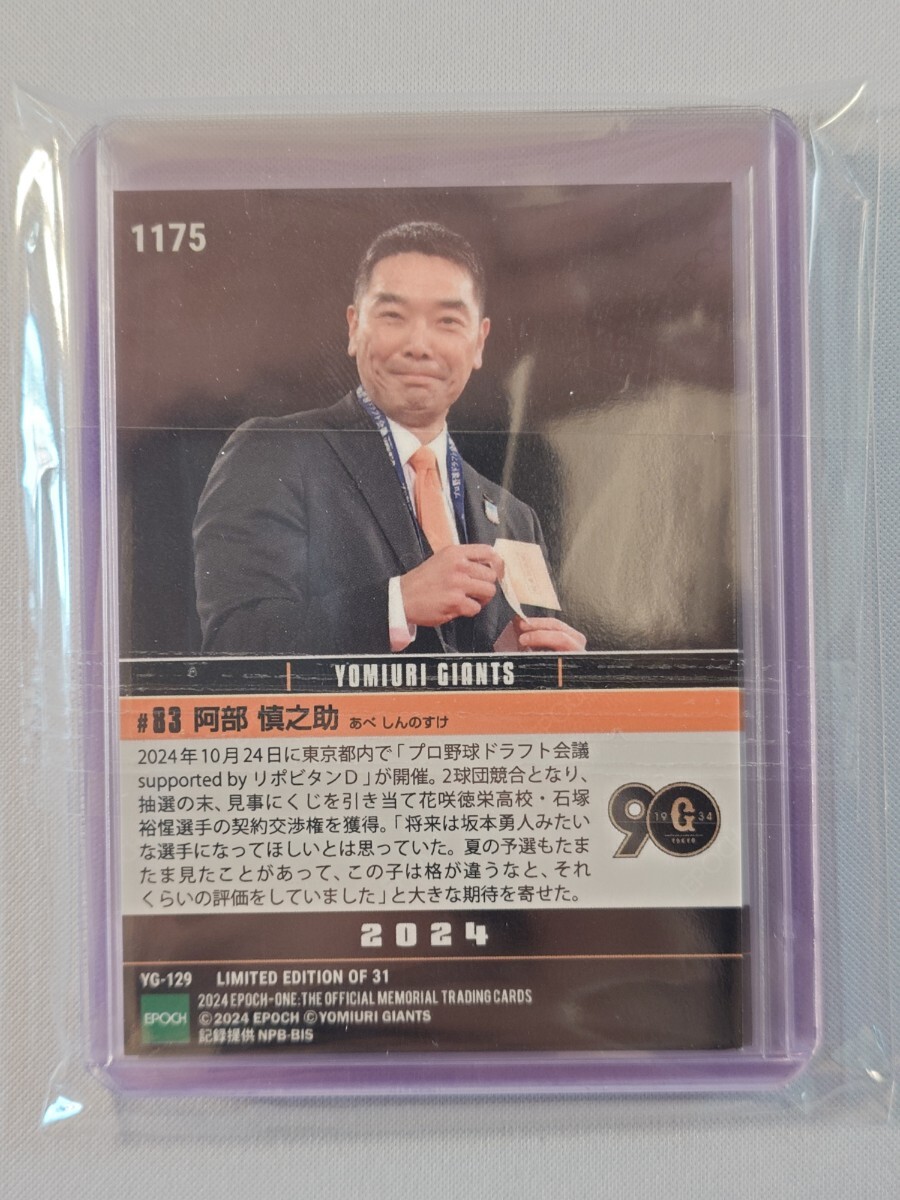 1175
YOMIURI GIANTS
#83 阿部 慎之助 あべ しんのすけ
2024年10月24日に東京都内で「プロ野球ドラフト会議
supported by リポビタンD」が開催。2球団競合となり、
抽選の末、見事にくじを引き当て花咲徳栄高校・石塚
裕惺選手の契約交渉権を獲得。「将来は坂本勇人みたい
な選手になってほしいとは思っていた。夏の予選もたま
たま見たことがあって、この子は格が違うなと、それ
くらいの評価をしていました」と大きな期待を寄せた。
90 19 G 34
TOKYO
2024
YG-129 LIMITED EDITION OF 31
2024 EPOCH-ONE:THE OFFICIAL MEMORIAL TRADING CARDS
EPOCH
©2024 EPOCH ©YOMIURI GIANTS
記録提供 NPB-BIS